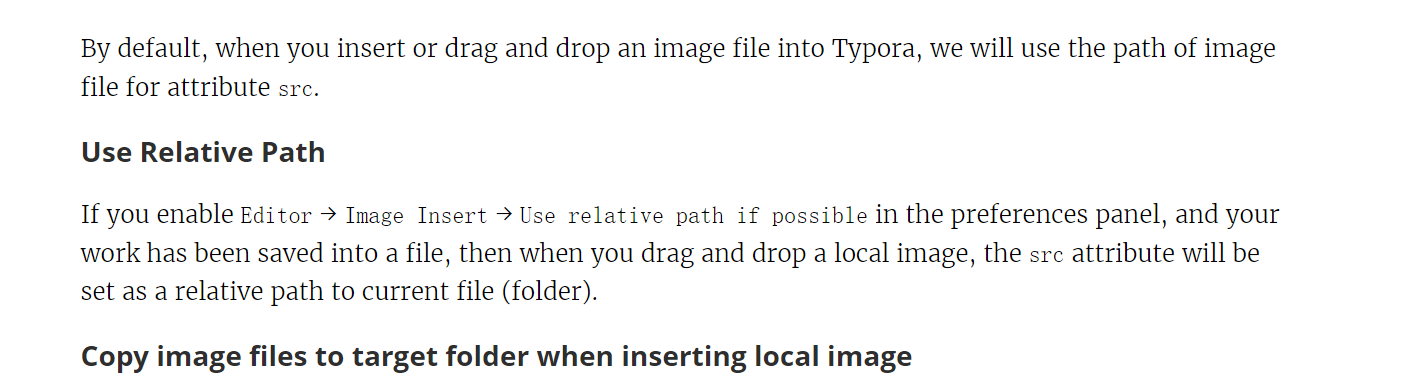 By default, when you insert or drag and drop an image file into Typora, we will use the path of image
file for attribute src.
Use Relative Path
If you enable Editor → Image Insert → Use relative path if possible in the preferences panel, and your
work has been saved into a file, then when you drag and drop a local image, the src attribute will be
set as a relative path to current file (folder).
Copy image files to target folder when inserting local image